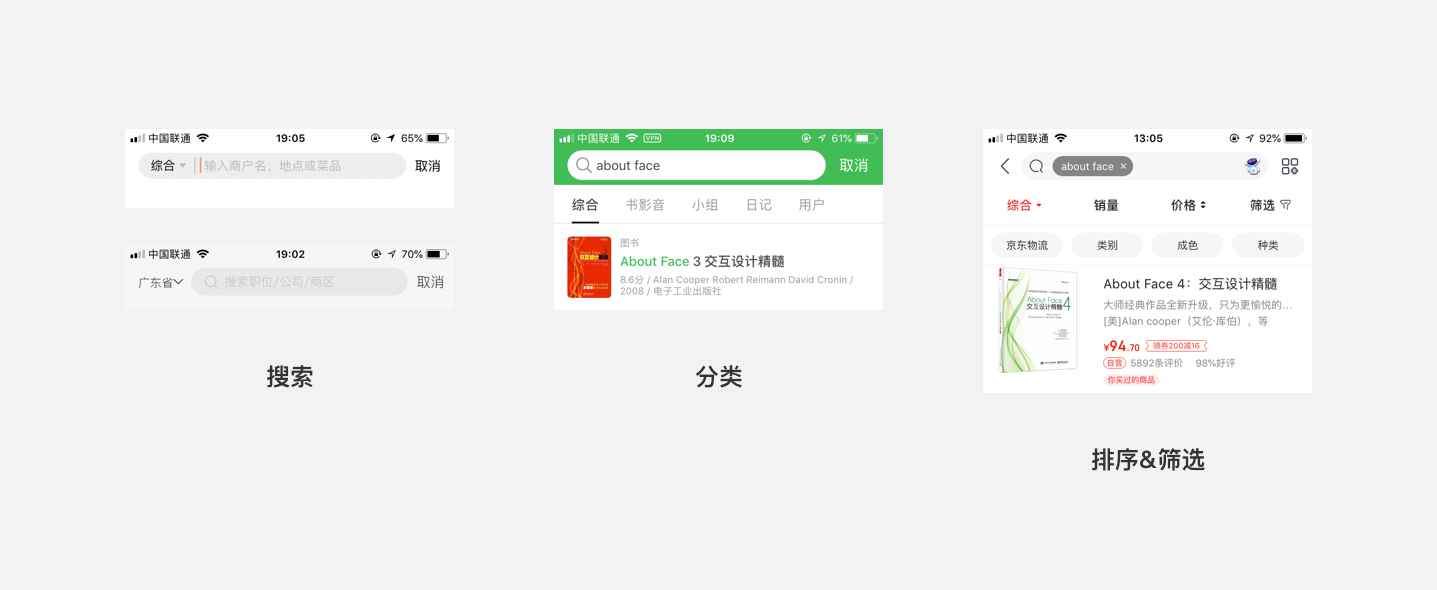 中国联通 19:05 65%
综合 输入商户名、地点或菜品 取消
中国联通 19:02 70%
广东省 搜索职位/公司/商区 取消
搜索
中国联通 VPN 19:09 61%
about face 取消
综合 书影音 小组 日记 用户
图书
About Face 3 交互设计精髓
8.6分 / Alan Cooper Robert Reimann David Cronin /
2008 / 电子工业出版社
分类
中国联通 13:05 92%
about face ×
综合 销量 价格 筛选
京东物流 类别 成色 种类
About Face 4
交互设计精髓
About Face 4：交互设计精髓
大师经典作品全新升级，只为更愉悦的...
[美]Alan cooper（艾伦·库伯），等
¥94.70 领券200减16
自营 5892条评价 98%好评
你买过的商品
排序&筛选